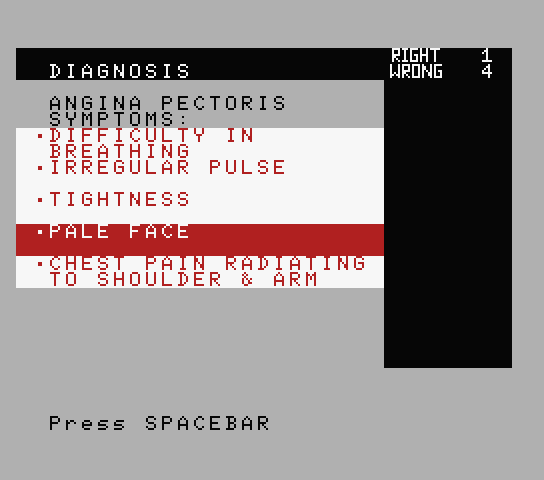 RIGHT 1
DIAGNOSIS
WRONG 4
ANGINA PECTORIS
SYMPTOMS:
·DIFFICULTY IN
BREATHING
·IRREGULAR PULSE
·TIGHTNESS
·PALE FACE
·CHEST PAIN RADIATING
TO SHOULDER & ARM
Press SPACEBAR